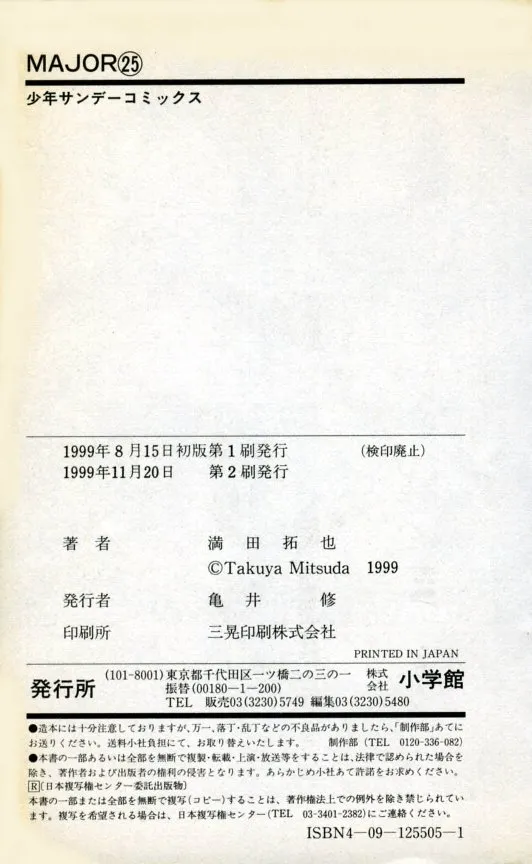 MAJOR㉕
少年サンデーコミックス
1999年8月15日初版第1刷発行 (検印廃止)
1999年11月20日 第2刷発行
著者 満田拓也
©Takuya Mitsuda 1999
発行者 亀井修
印刷所 三晃印刷株式会社
PRINTED IN JAPAN
発行所 (101-8001)東京都千代田区一ツ橋二の三の一 株式会社 小学館
振替(00180—1—200)
TEL 販売03(3230)5749 編集03(3230)5480
●造本には十分注意しておりますが、万一、落丁・乱丁などの不良品がありましたら、「制作部」あてに
お送りください。送料小社負担にて、お取り替えいたします。 制作部(TEL 0120-336-082)
●本書の一部あるいは全部を無断で複製・転載・上演・放送等をすることは、法律で認められた場合を
除き、著作者および出版者の権利の侵害となります。あらかじめ小社あて許諾をお求めください。
R〔日本複写権センター委託出版物〕
本書の一部または全部を無断で複写(コピー)することは、著作権法上での例外を除き禁じられてい
ます。複写を希望される場合は、日本複写権センター(TEL 03-3401-2382)にご連絡ください。
ISBN4—09—125505—1